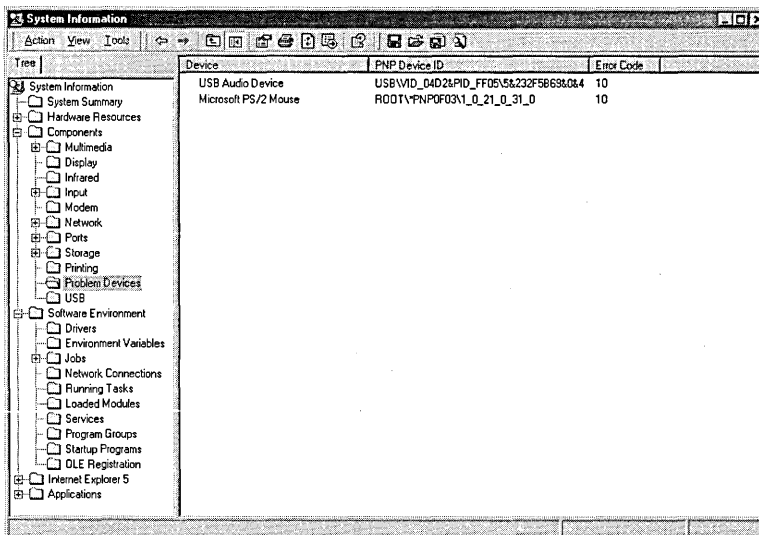 System Information
Action View Tools
Tree
System Information
System Summary
Hardware Resources
Components
Multimedia
Display
Infrared
Input
Modem
Network
Ports
Storage
Printing
Problem Devices
USB
Software Environment
Drivers
Environment Variables
Jobs
Network Connections
Running Tasks
Loaded Modules
Services
Program Groups
Startup Programs
OLE Registration
Internet Explorer 5
Applications
Device PNP Device ID Error Code
USB Audio Device USB\VID_04D2&PID_FF05\5&232F5B69&0&4 10
Microsoft PS/2 Mouse ROOT\*PNP0F03\1_0_21_0_31_0 10